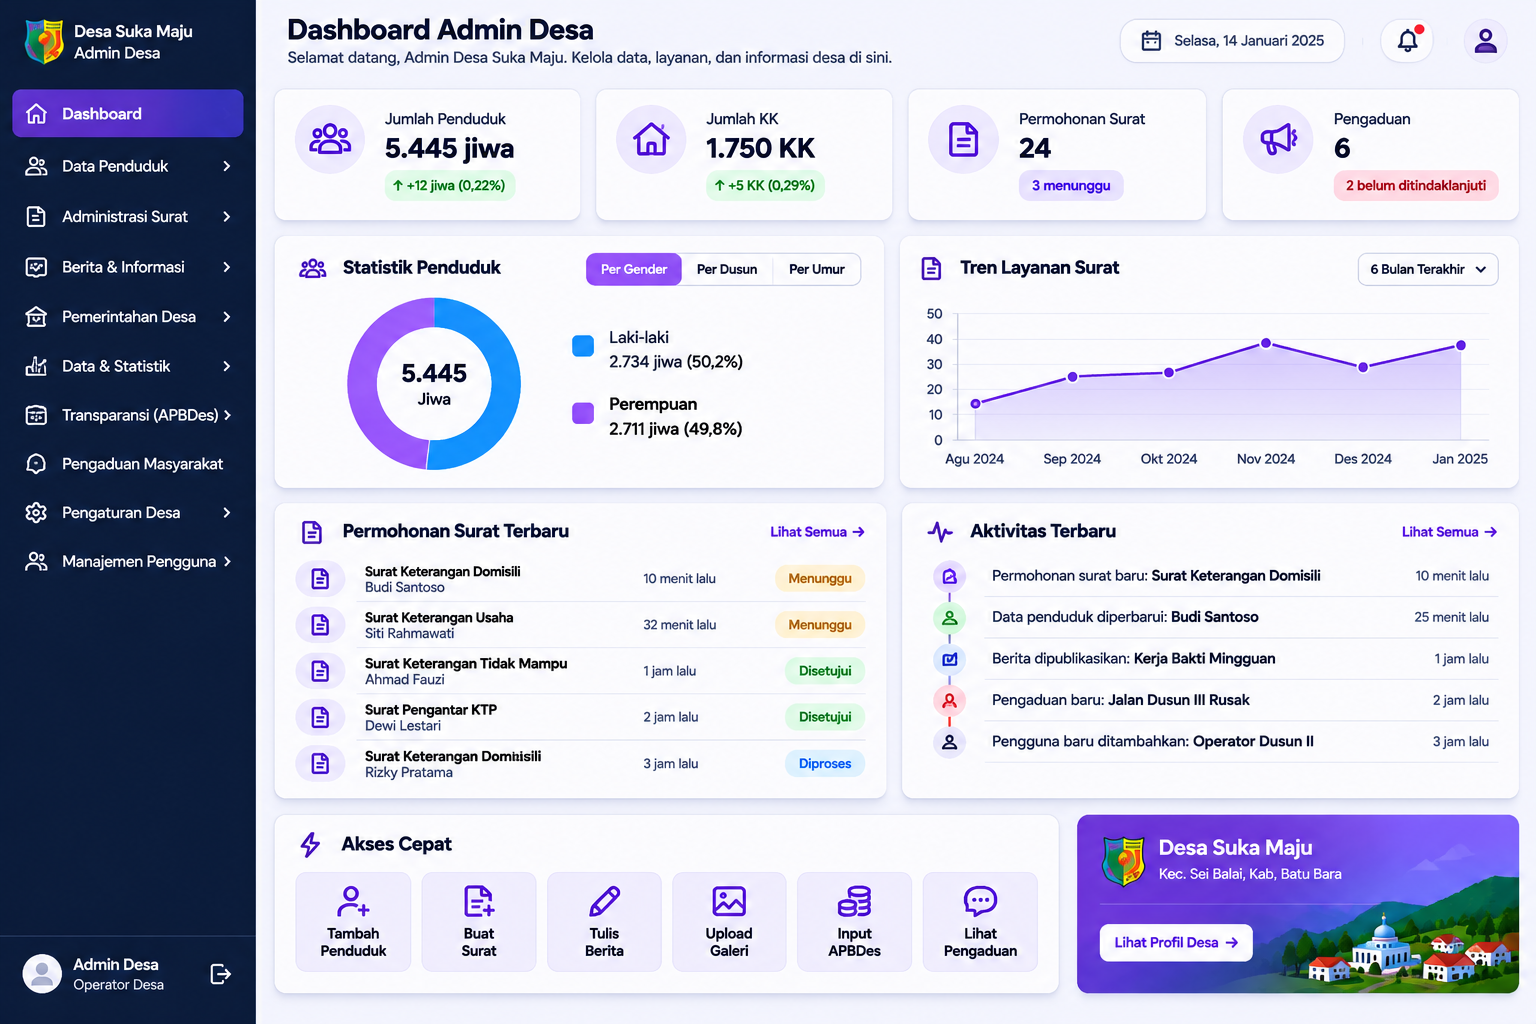 Desa Suka Maju
Admin Desa
Dashboard
Data Penduduk
Administrasi Surat
Berita & Informasi
Pemerintahan Desa
Data & Statistik
Transparansi (APBDes)
Pengaduan Masyarakat
Pengaturan Desa
Manajemen Pengguna
Admin Desa
Operator Desa
Dashboard Admin Desa
Selamat datang, Admin Desa Suka Maju. Kelola data, layanan, dan informasi desa di sini.
Selasa, 14 Januari 2025
Jumlah Penduduk
5.445 jiwa
↑ +12 jiwa (0,22%)
Jumlah KK
1.750 KK
↑ +5 KK (0,29%)
Permohonan Surat
24
3 menunggu
Pengaduan
6
2 belum ditindaklanjuti
Statistik Penduduk
Per Gender
Per Dusun
Per Umur
5.445
Jiwa
Laki-laki
2.734 jiwa (50,2%)
Perempuan
2.711 jiwa (49,8%)
Tren Layanan Surat
6 Bulan Terakhir
50
40
30
20
10
0
Agu 2024
Sep 2024
Okt 2024
Nov 2024
Des 2024
Jan 2025
Permohonan Surat Terbaru
Lihat Semua →
Surat Keterangan Domisili
Budi Santoso
10 menit lalu
Menunggu
Surat Keterangan Usaha
Siti Rahmawati
32 menit lalu
Menunggu
Surat Keterangan Tidak Mampu
Ahmad Fauzi
1 jam lalu
Disetujui
Surat Pengantar KTP
Dewi Lestari
2 jam lalu
Disetujui
Surat Keterangan
Rizky Pratama
3 jam lalu
Diproses
Aktivitas Terbaru
Lihat Semua →
Permohonan surat baru: Surat Keterangan Domisili
10 menit lalu
Data penduduk diperbarui: Budi Santoso
25 menit lalu
Berita dipublikasikan: Kerja Bakti Mingguan
1 jam lalu
Pengaduan baru: Jalan Dusun III Rusak
2 jam lalu
Pengguna baru ditambahkan: Operator Dusun II
3 jam lalu
Akses Cepat
Tambah
Penduduk
Buat
Surat
Tulis
Berita
Upload
Galeri
Input
APBDes
Lihat
Pengaduan
Desa Suka Maju
Kec. Sei Balai, Kab, Batu Bara
Lihat Profil Desa →